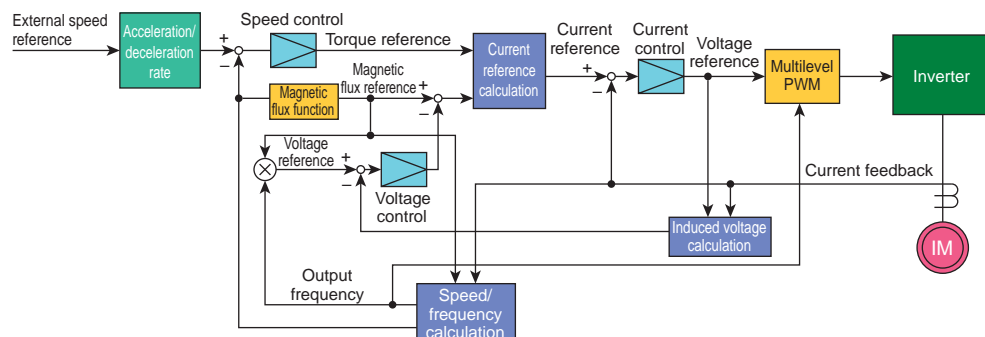 External speed
reference
Acceleration/
deceleration
rate
+
−
Speed control
Torque reference
Magnetic
flux function
Magnetic
flux reference
+
−
Current
reference
calculation
Current
reference
+
−
Current
control
Voltage
reference
Multilevel
PWM
Inverter
Voltage
reference
+
−
Voltage
control
Current feedback
Induced voltage
calculation
IM
Output
frequency
Speed/
frequency
calculation